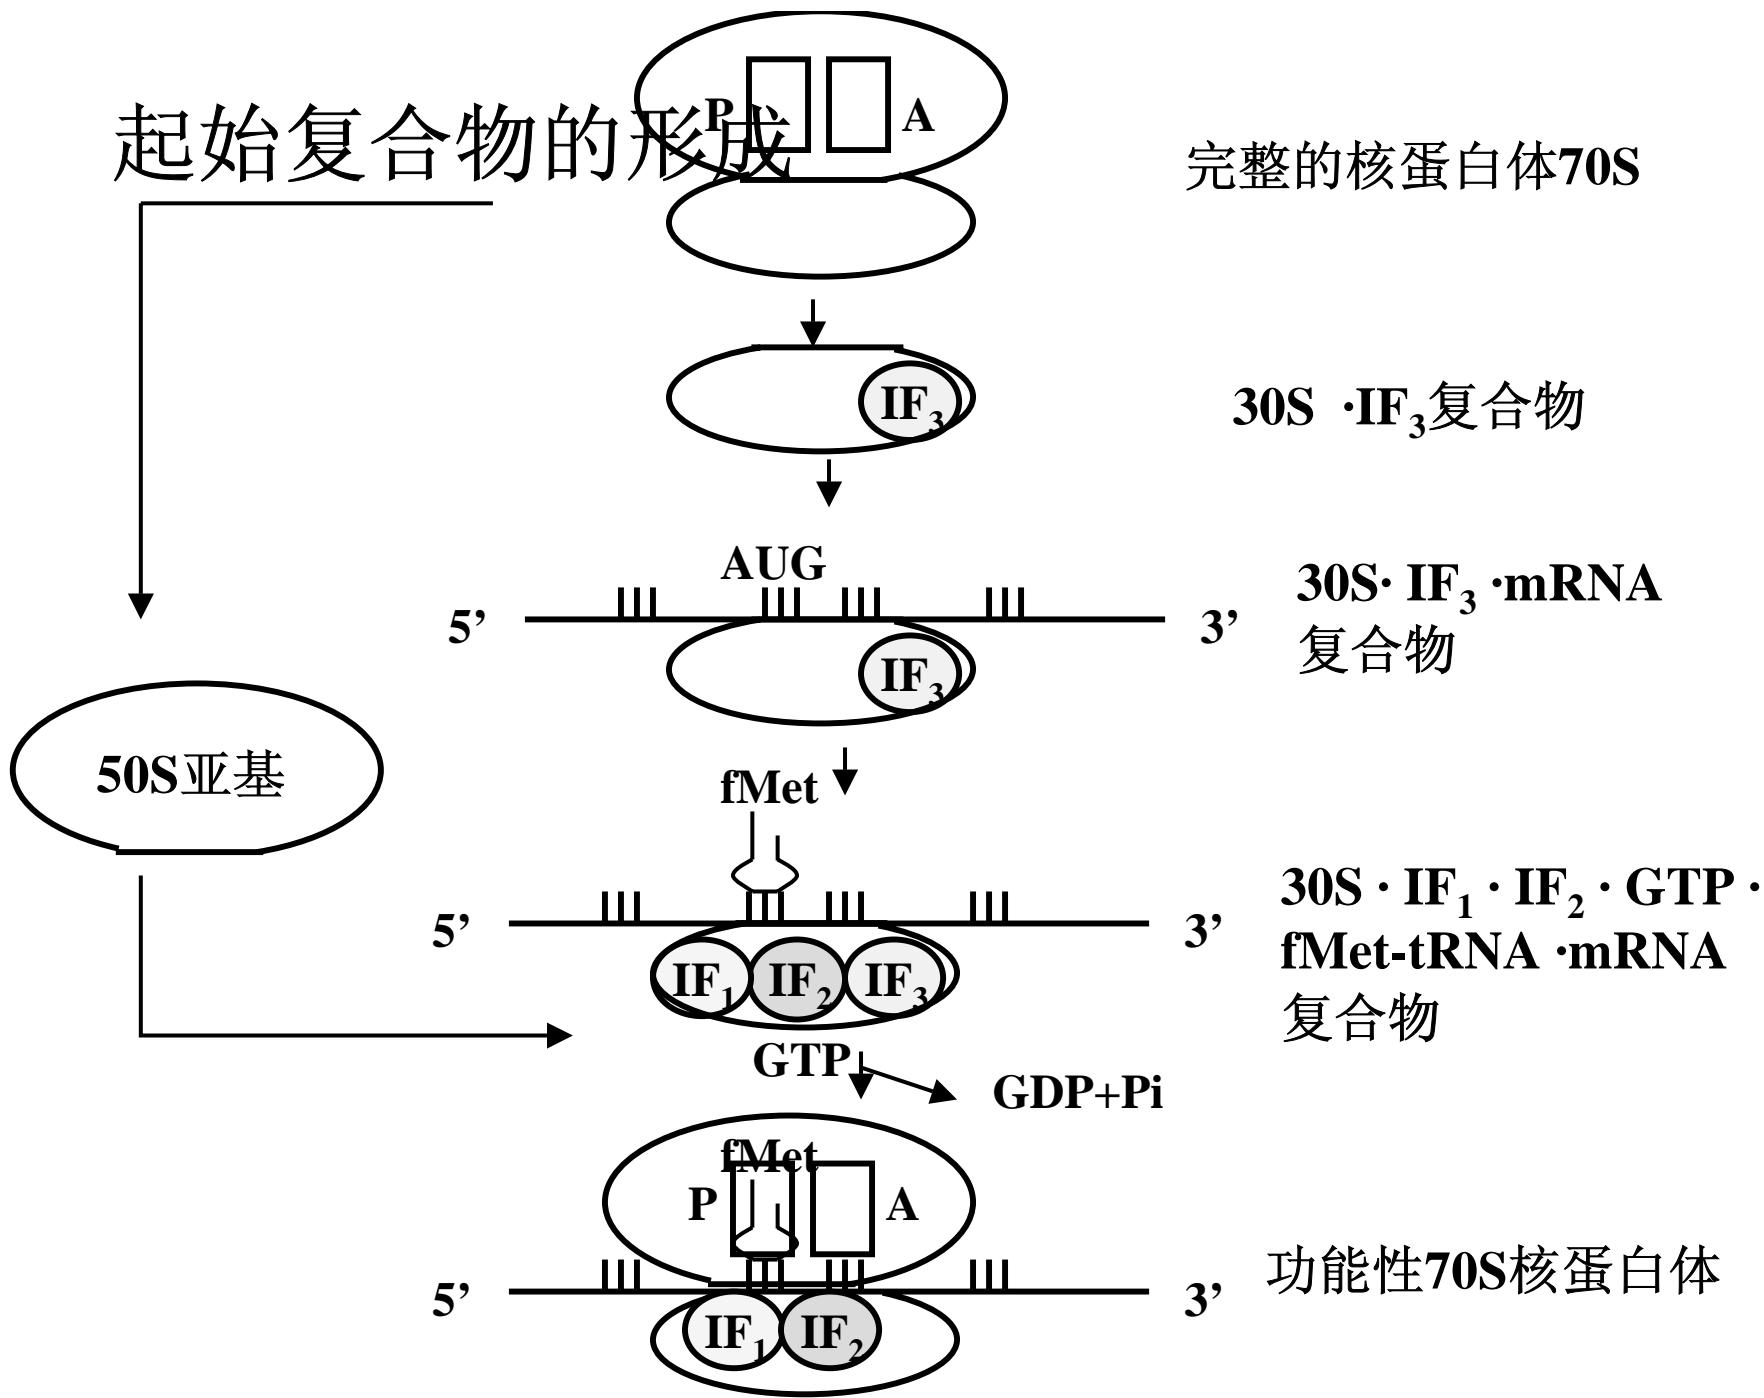 P
A
起始复合物的形成
完整的核蛋白体70S
IF3
30S ·IF3复合物
AUG
5’
3’
30S· IF3 ·mRNA
复合物
IF3
50S亚基
fMet
5’
3’
30S · IF1 · IF2 · GTP ·
fMet-tRNA ·mRNA
复合物
IF1
IF2
IF3
GTP
GDP+Pi
fMet
P
A
5’
3’
功能性70S核蛋白体
IF1
IF2